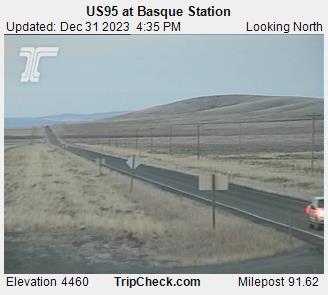 US95 at Basque Station
Updated: Dec 31 2023 4:35 PM Looking North
Elevation 4460 TripCheck.com Milepost 91.62